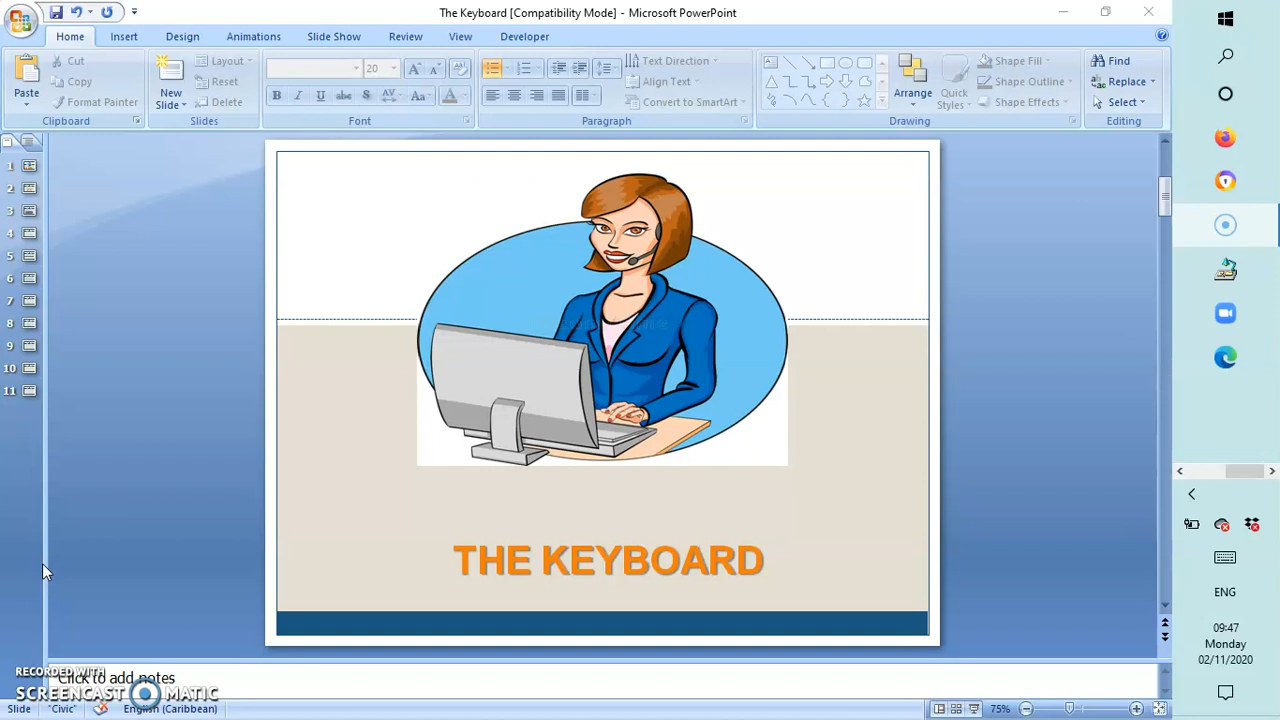 The Keyboard [Compatibility Mode] - Microsoft PowerPoint
Home Insert Design Animations Slide Show Review View Developer
Paste
Cut
Copy
Format Painter
Clipboard
New Slide
Layout
Reset
Delete
Slides
20
B I U abc S AV Aa A
Font
Text Direction
Align Text
Convert to SmartArt
Paragraph
Arrange
Quick Styles
Shape Fill
Shape Outline
Shape Effects
Drawing
Find
Replace
Select
Editing
1
2
3
4
5
6
7
8
9
10
11
THE KEYBOARD
Click to add notes
RECORDED WITH
SCREENCAST MATIC
Slide "Civic" English (Caribbean) 75%
ENG
09:47
Monday
02/11/2020